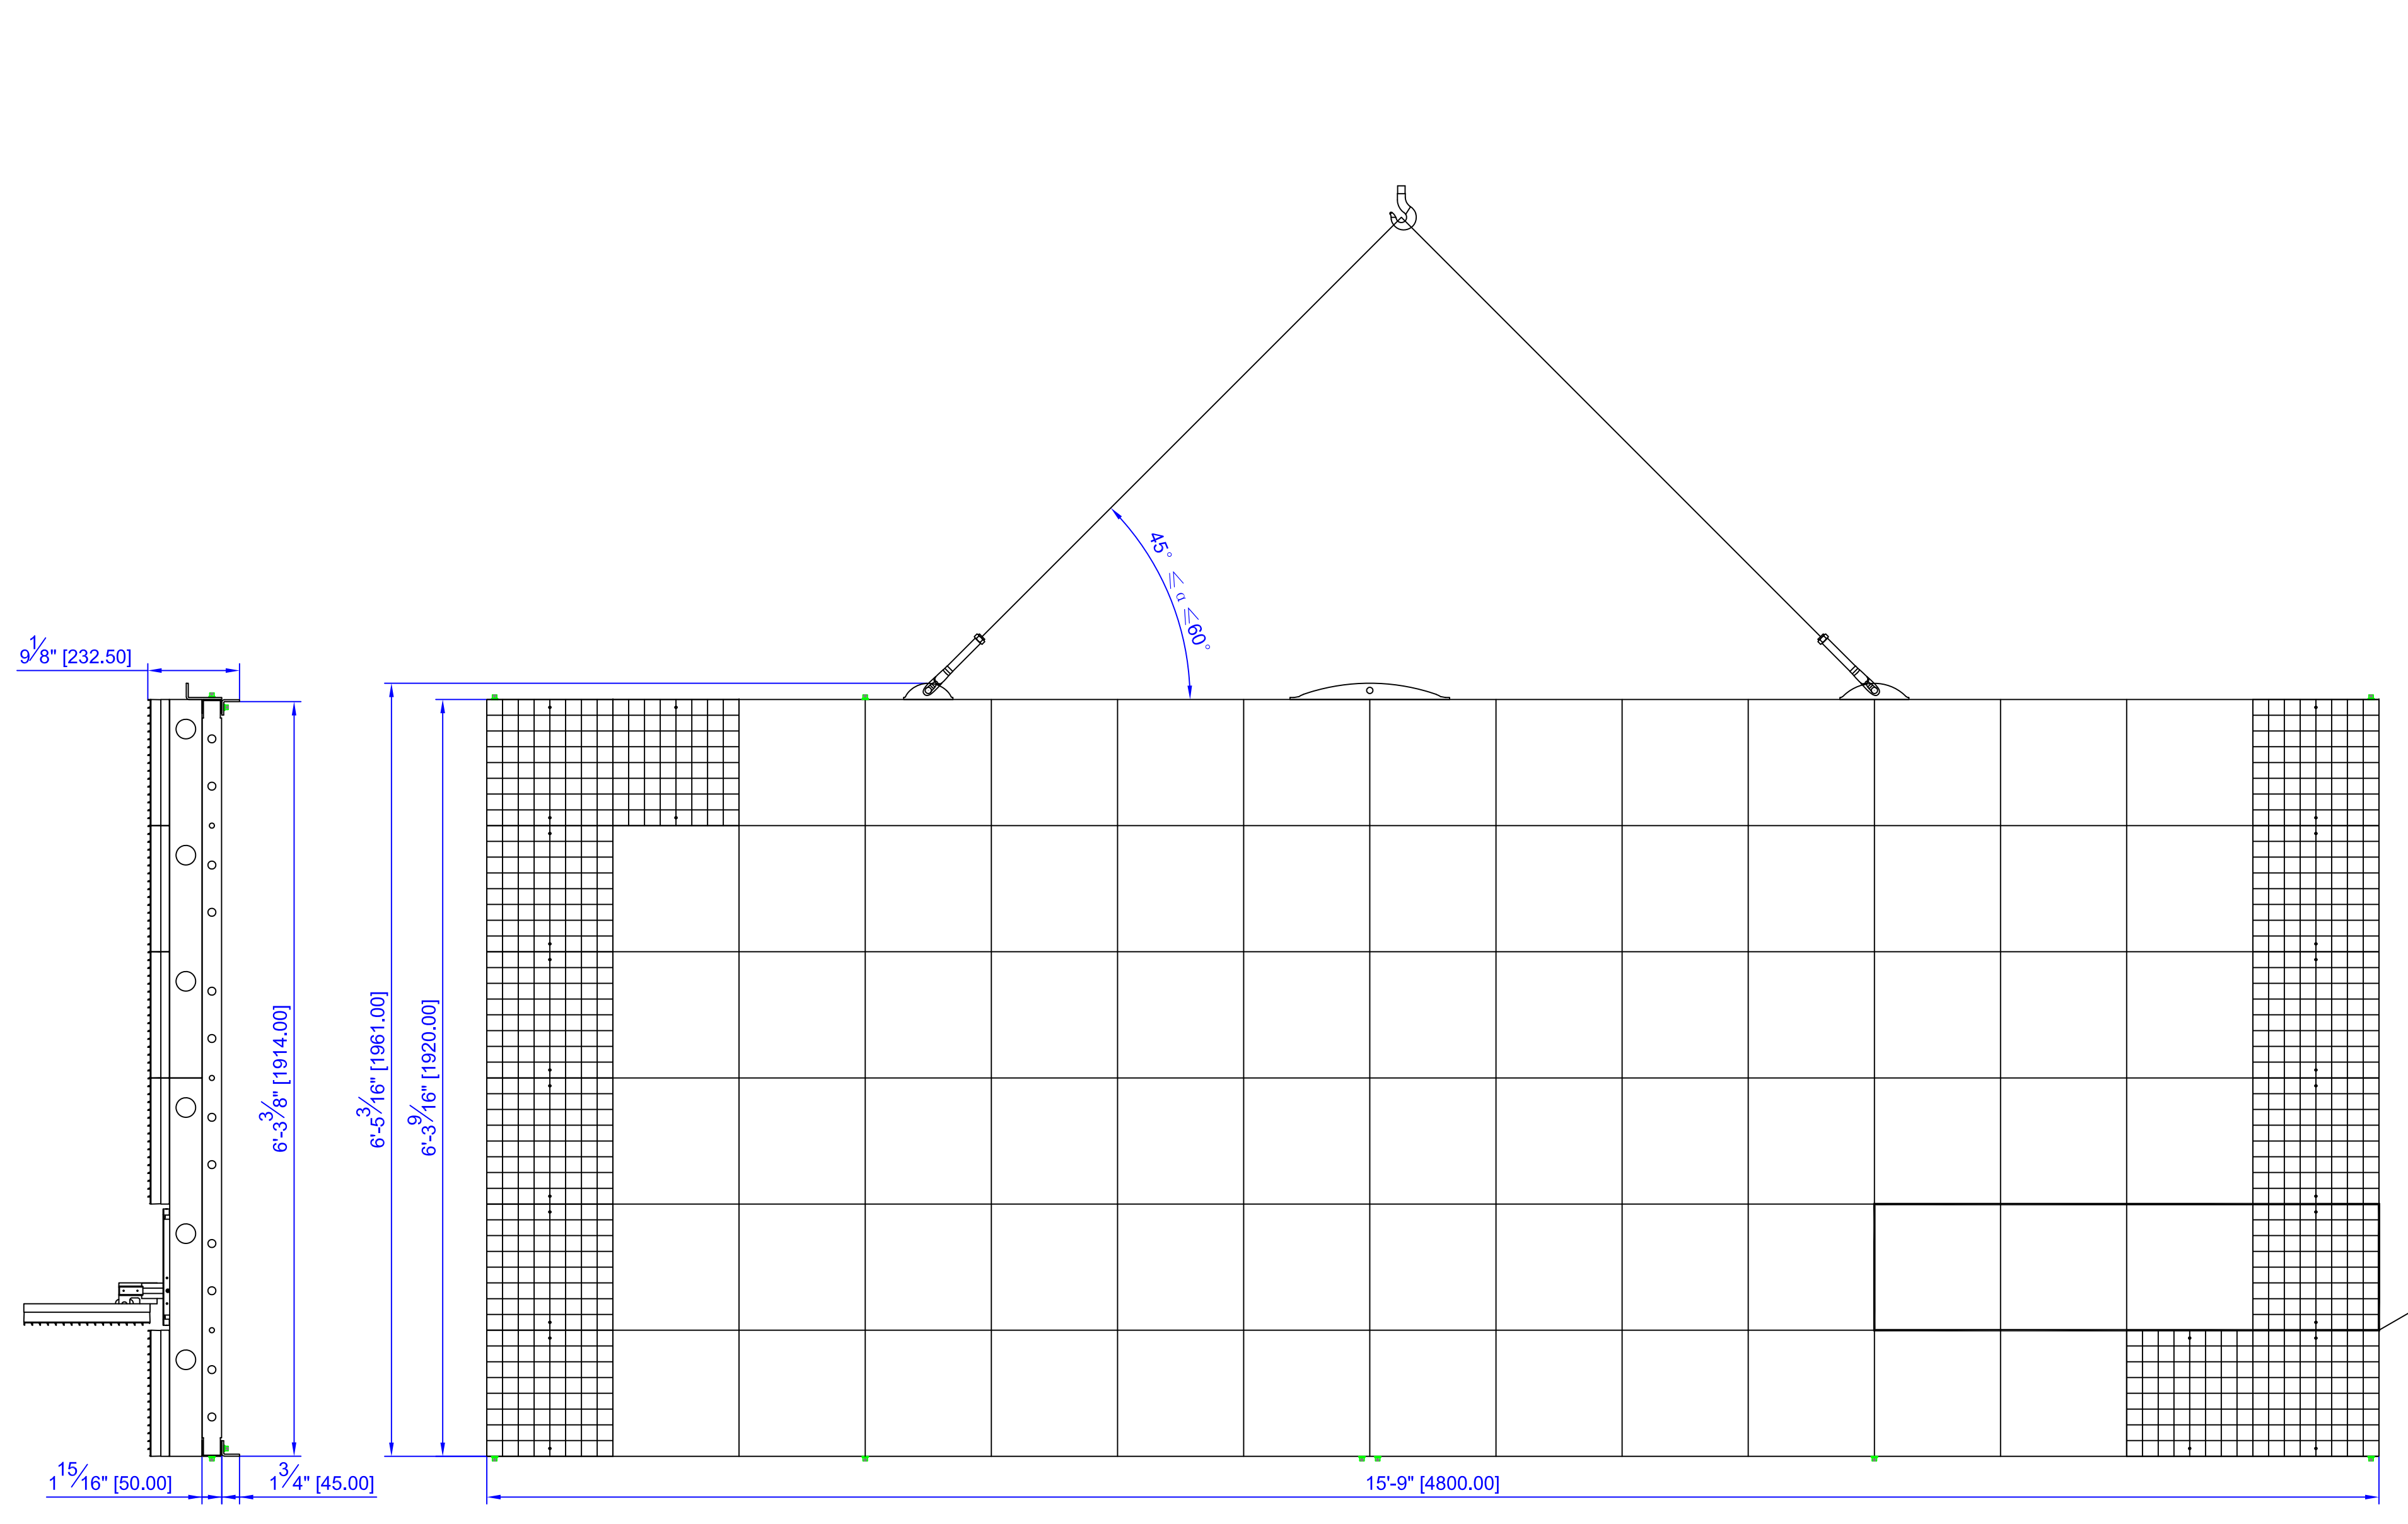 45° ≤ α ≤60°
9 1/8" [232.50]
6'-3 3/8" [1914.00]
6'-5 3/16" [1961.00]
6'-3 9/16" [1920.00]
1 15/16" [50.00]
1 3/4" [45.00]
15'-9" [4800.00]